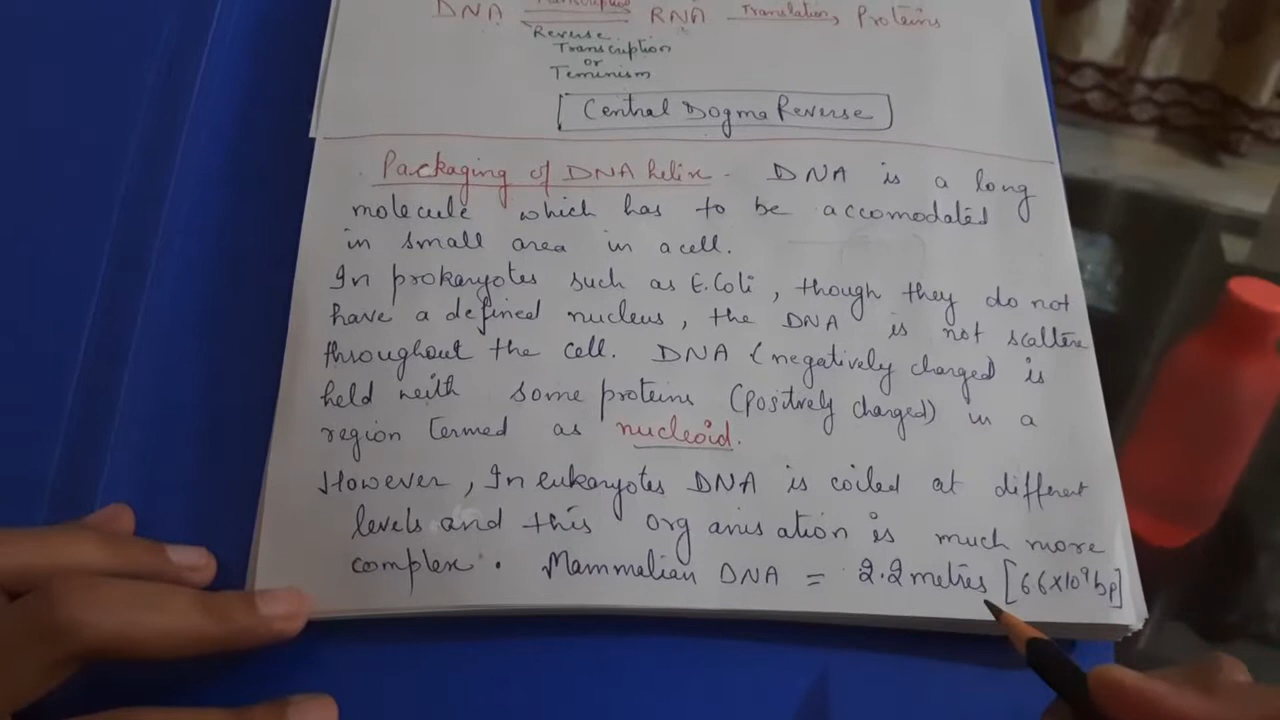 DNA Transcription RNA Translation Proteins
Reverse
Transcription
or
Teminism
Central Dogma Reverse
Packaging of DNA helix - DNA is a long
molecule which has to be accomodated
in small area in a cell.
In prokaryotes such as E.Coli, though they do not
have a defined nucleus, the DNA is not scattere
throughout the cell. DNA (negatively charged) is
held with some proteins (positively charged) in a
region termed as nucleoid.
However, In eukaryotes DNA is coiled at different
levels and this organisation is much more
complex. Mammalian DNA = 2.2 metres [66x10⁹bp]